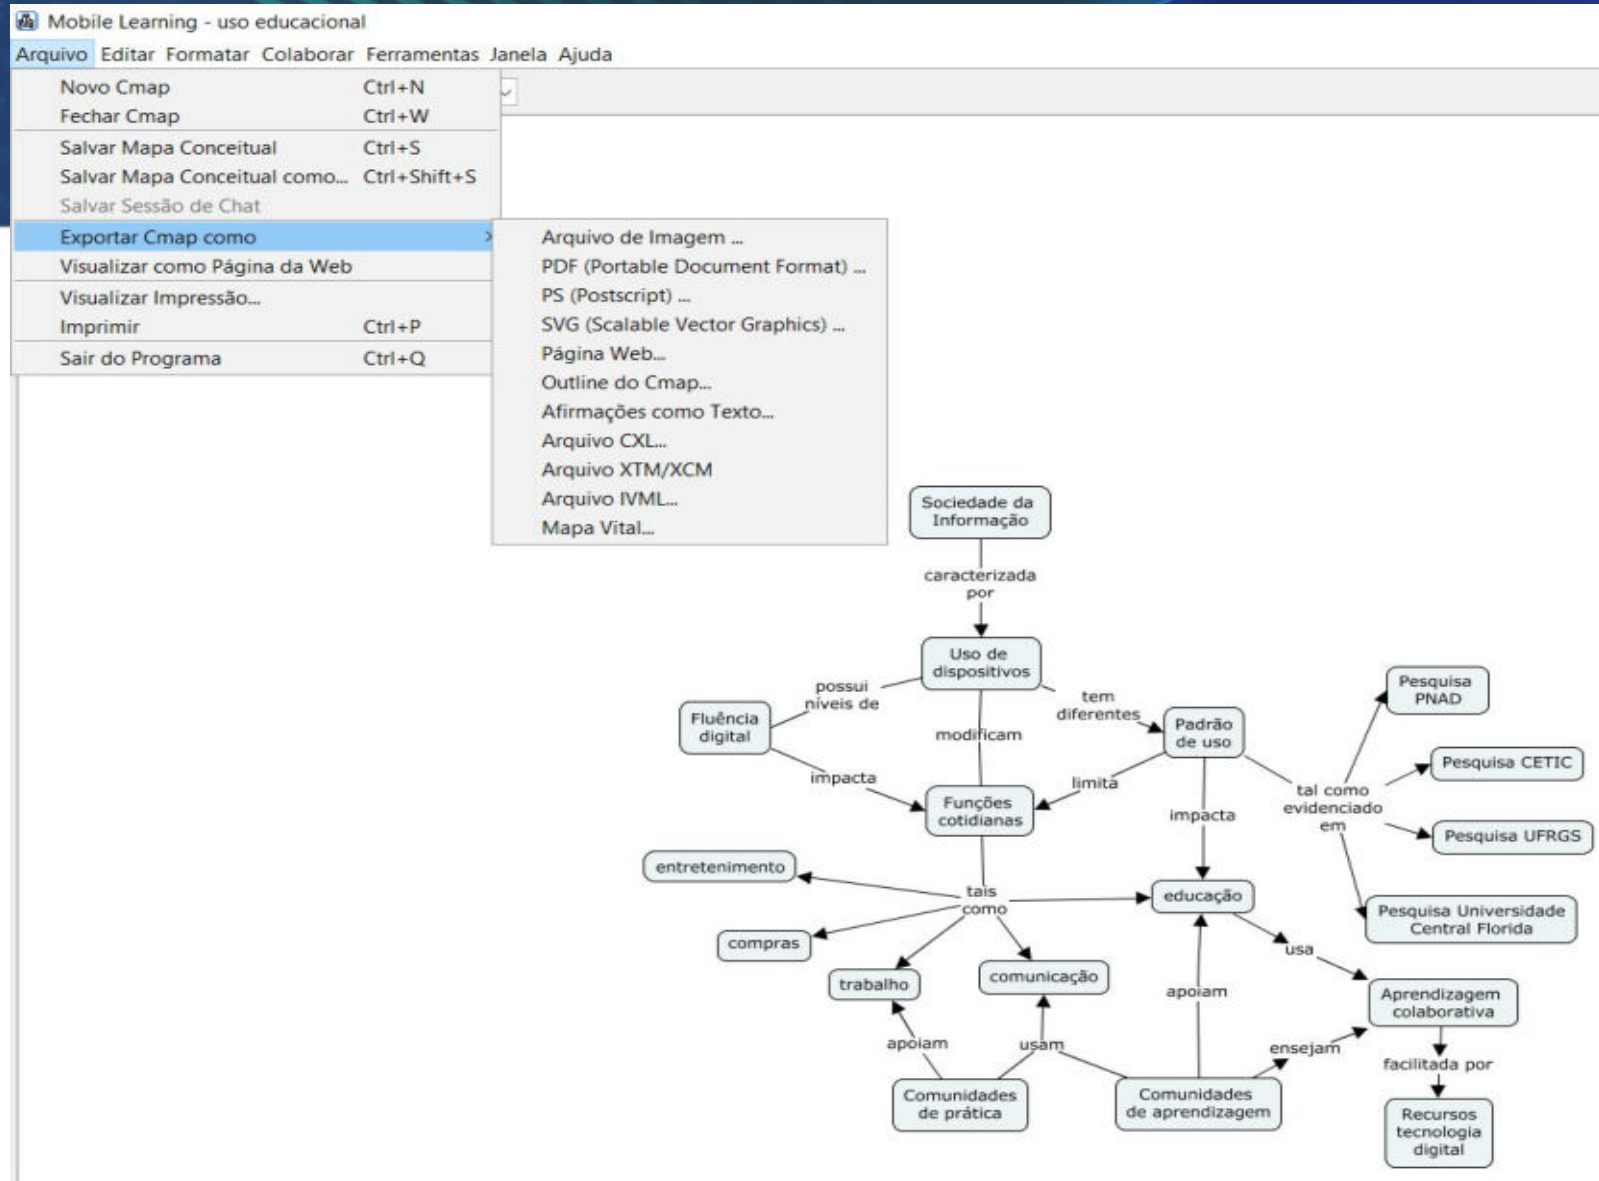 Mobile Learning - uso educacional
Arquivo Editar Formatar Colaborar Ferramentas Janela Ajuda
Novo Cmap Ctrl+N
Fechar Cmap Ctrl+W
Salvar Mapa Conceitual Ctrl+S
Salvar Mapa Conceitual como... Ctrl+Shift+S
Salvar Sessão de Chat
Exportar Cmap como
Visualizar como Página da Web
Visualizar Impressão...
Imprimir Ctrl+P
Sair do Programa Ctrl+Q
Arquivo de Imagem ...
PDF (Portable Document Format) ...
PS (Postscript) ...
SVG (Scalable Vector Graphics) ...
Página Web...
Outline do Cmap...
Afirmações como Texto...
Arquivo CXL...
Arquivo XTM/XCM
Arquivo IVML...
Mapa Vital...
Sociedade da
Informação
caracterizada
por
Uso de
dispositivos
possui
níveis de
tem
diferentes
Fluência
digital
modificam
Padrão
de uso
Pesquisa
PNAD
Pesquisa CETIC
impacta
limita
Funções
cotidianas
impacta
tal como
evidenciado
em
Pesquisa UFRGS
entretenimento
tais
como
educação
Pesquisa Universidade
Central Florida
compras
usa
trabalho
comunicação
apoiam
Aprendizagem
colaborativa
apoiam
usam
ensejam
facilitada por
Comunidades
de prática
Comunidades
de aprendizagem
Recursos
tecnologia
digital